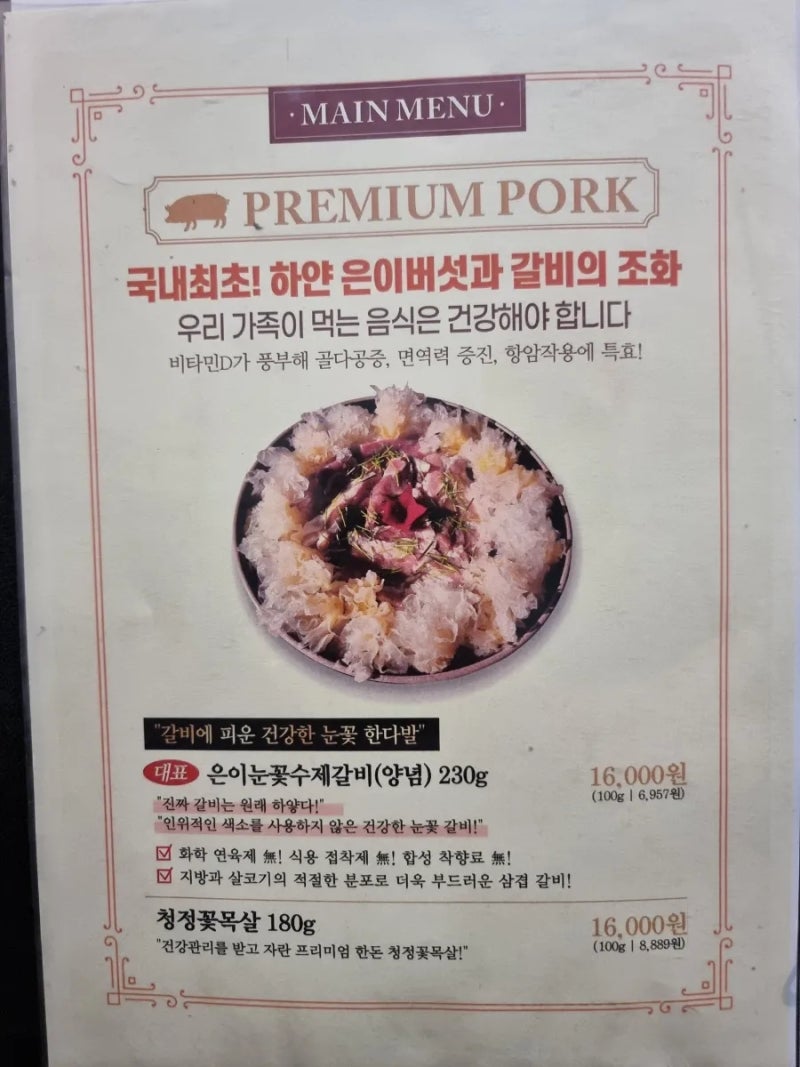 ·MAIN MENU·
PREMIUM PORK
국내최초! 하얀 은이버섯과 갈비의 조화
우리 가족이 먹는 음식은 건강해야 합니다
비타민D가 풍부해 골다공증, 면역력 증진, 항암작용에 특효!
"갈비에 피운 건강한 눈꽃 한다발"
대표 은이눈꽃수제갈비(양념) 230g 16,000원
(100g | 6,957원)
"진짜 갈비는 원래 하얗다!"
"인위적인 색소를 사용하지 않은 건강한 눈꽃 갈비!"
☑ 화학 연육제 無! 식용 접착제 無! 합성 착향료 無!
☑ 지방과 살코기의 적절한 분포로 더욱 부드러운 삼겹 갈비!
청정꽃목살 180g 16,000원
(100g | 8,889원)
"건강관리를 받고 자란 프리미엄 한돈 청정꽃목살!"